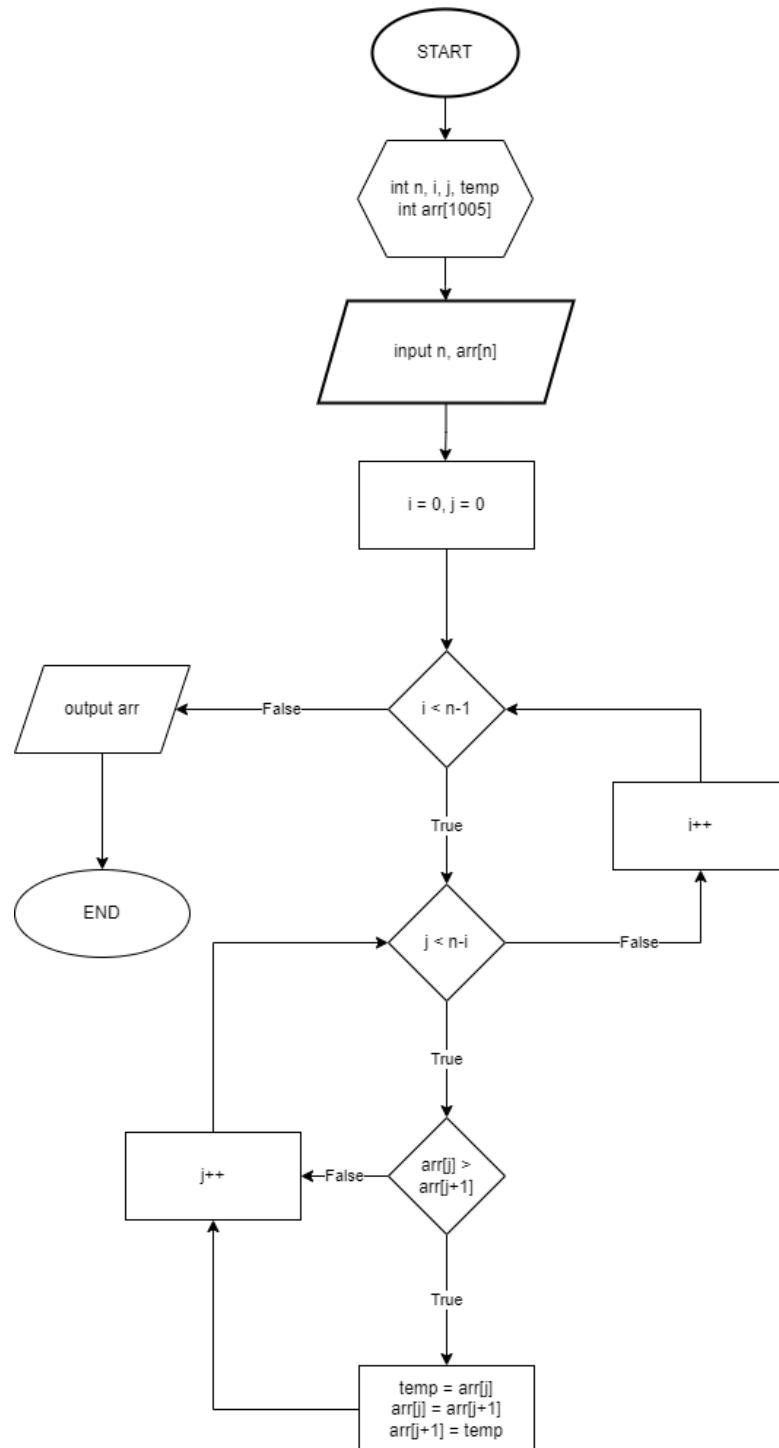 START
int n, i, j, temp
int arr[1005]
input n, arr[n]
i = 0, j = 0
i < n-1
False
output arr
END
True
i++
j < n-i
False
True
arr[j] >
arr[j+1]
False
j++
True
temp = arr[j]
arr[j] = arr[j+1]
arr[j+1] = temp